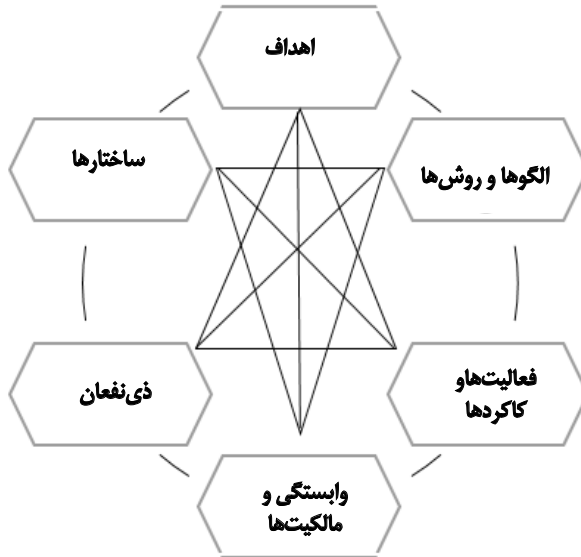 اهداف
الگوها و روش‌ها
ساختارها
فعالیت‌هاو
کاکردها
ذی‌نفعان
وابستگی و
مالکیت‌ها